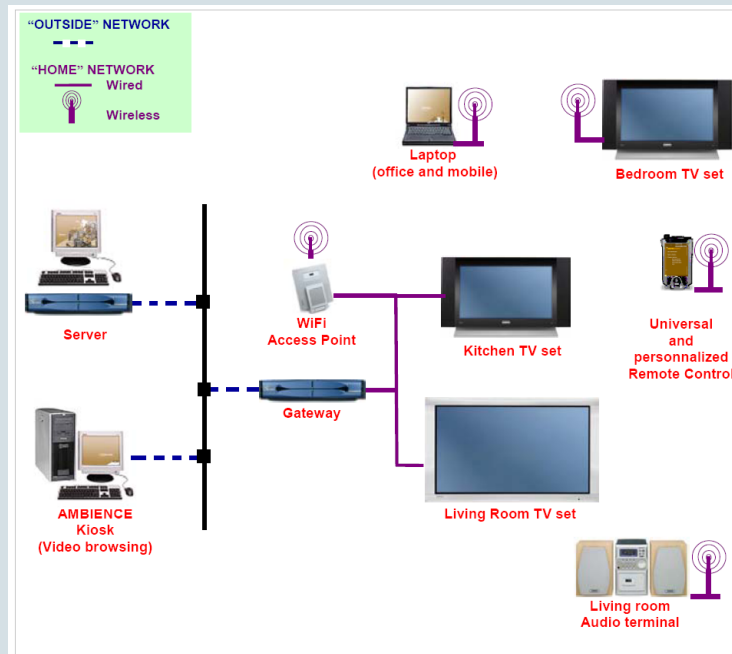 “OUTSIDE” NETWORK
“HOME” NETWORK
Wired
Wireless
Laptop
(office and mobile)
Bedroom TV set
Server
WiFi
Access Point
Kitchen TV set
Universal
and
personnalized
Remote Control
Gateway
AMBIENCE
Kiosk
(Video browsing)
Living Room TV set
Living room
Audio terminal